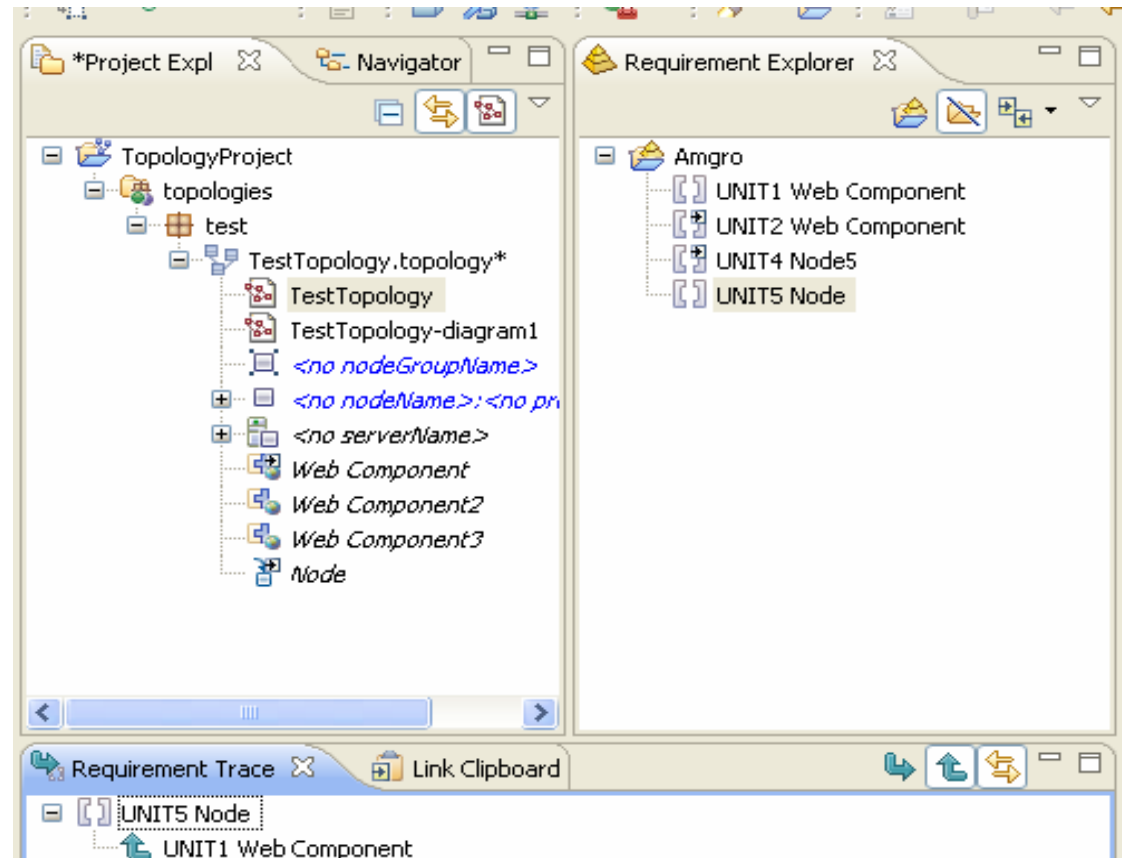 *Project Expl
Navigator
TopologyProject
topologies
test
TestTopology.topology*
TestTopology
TestTopology-diagram1
<no nodeGroupName>
<no nodeName>:<no pr
<no serverName>
Web Component
Web Component2
Web Component3
Node
Requirement Explorer
Amgro
UNIT1 Web Component
UNIT2 Web Component
UNIT4 Node5
UNIT5 Node
Requirement Trace
Link Clipboard
UNIT5 Node
UNIT1 Web Component